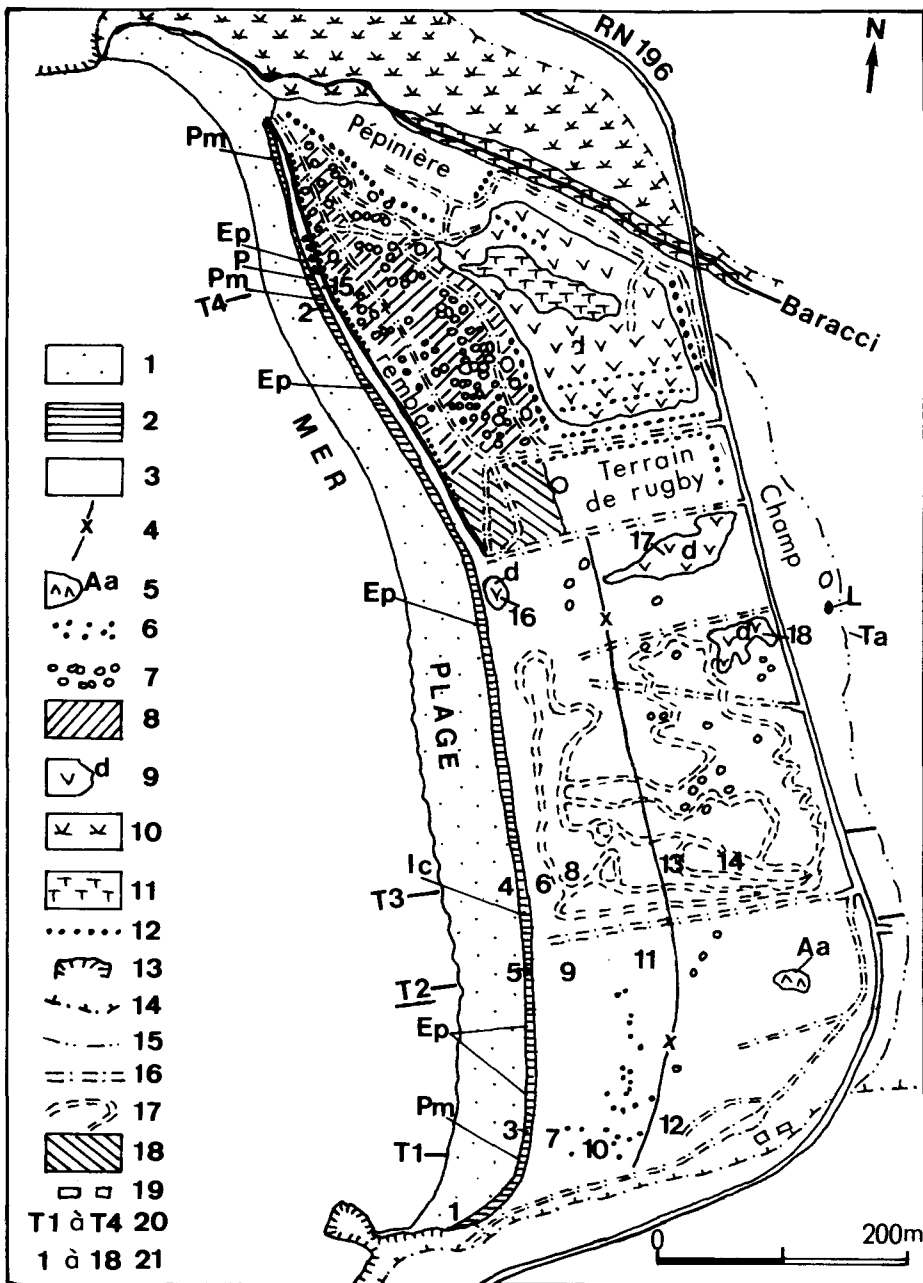 RN 196
N
Pépinière
Pm
Ep
P
Pm
T4
15
2
Baracci
d
Ep
MER
Remblai
Terrain
de rugby
Champ
17
d
d
16
L
Ta
d
18
Ep
PLAGE
Ic
T3
4
6
8
13
14
T2
5
9
11
Aa
Ep
Pm
3
7
10
12
T1
1
0
200m
1
2
3
4
Aa 5
6
7
8
d 9
10
11
12
13
14
15
16
17
18
19
T1 à T4 20
1 à 18 21